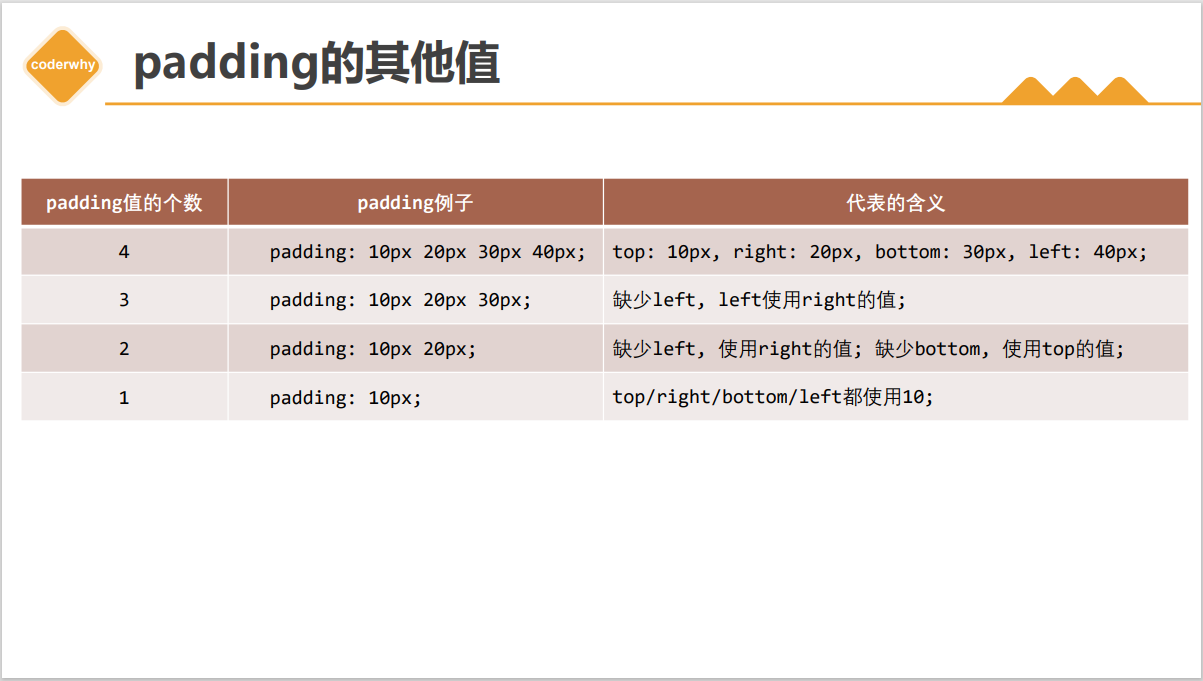 coderwhy
padding的其他值
padding值的个数 padding例子 代表的含义
4 padding: 10px 20px 30px 40px; top: 10px, right: 20px, bottom: 30px, left: 40px;
3 padding: 10px 20px 30px; 缺少left, left使用right的值;
2 padding: 10px 20px; 缺少left, 使用right的值; 缺少bottom, 使用top的值;
1 padding: 10px; top/right/bottom/left都使用10;